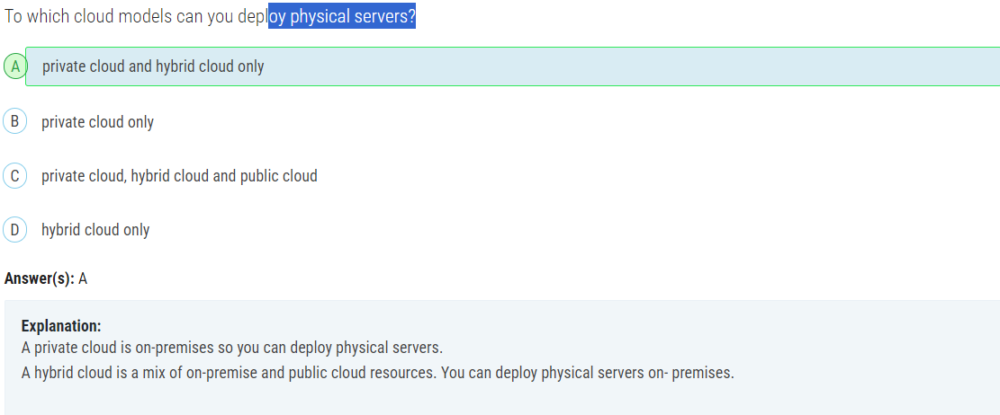 To which cloud models can you deploy physical servers?
A private cloud and hybrid cloud only
B private cloud only
C private cloud, hybrid cloud and public cloud
D hybrid cloud only
Answer(s): A
Explanation:
A private cloud is on-premises so you can deploy physical servers.
A hybrid cloud is a mix of on-premise and public cloud resources. You can deploy physical servers on- premises.